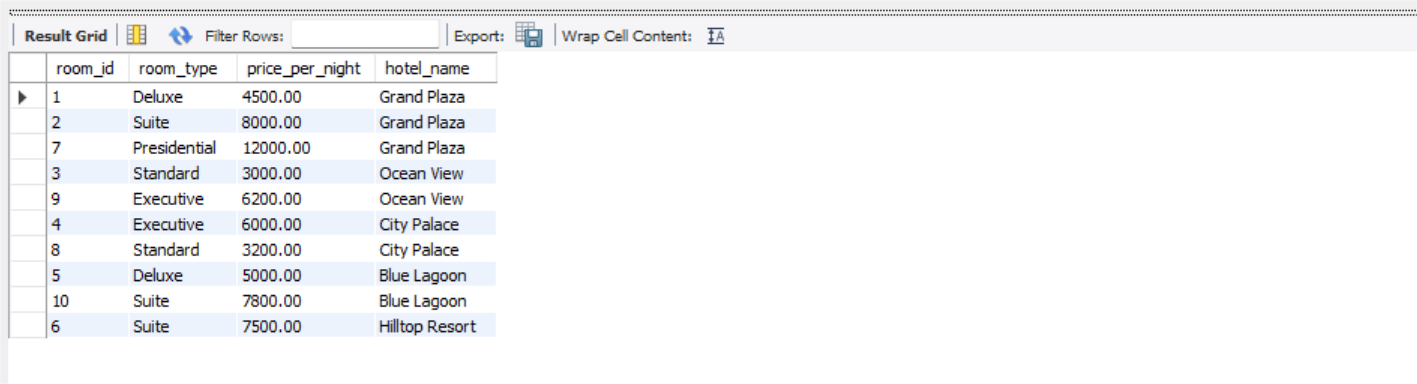 Result Grid Filter Rows: Export: Wrap Cell Content:
room_id room_type price_per_night hotel_name
1 Deluxe 4500.00 Grand Plaza
2 Suite 8000.00 Grand Plaza
7 Presidential 12000.00 Grand Plaza
3 Standard 3000.00 Ocean View
9 Executive 6200.00 Ocean View
4 Executive 6000.00 City Palace
8 Standard 3200.00 City Palace
5 Deluxe 5000.00 Blue Lagoon
10 Suite 7800.00 Blue Lagoon
6 Suite 7500.00 Hilltop Resort